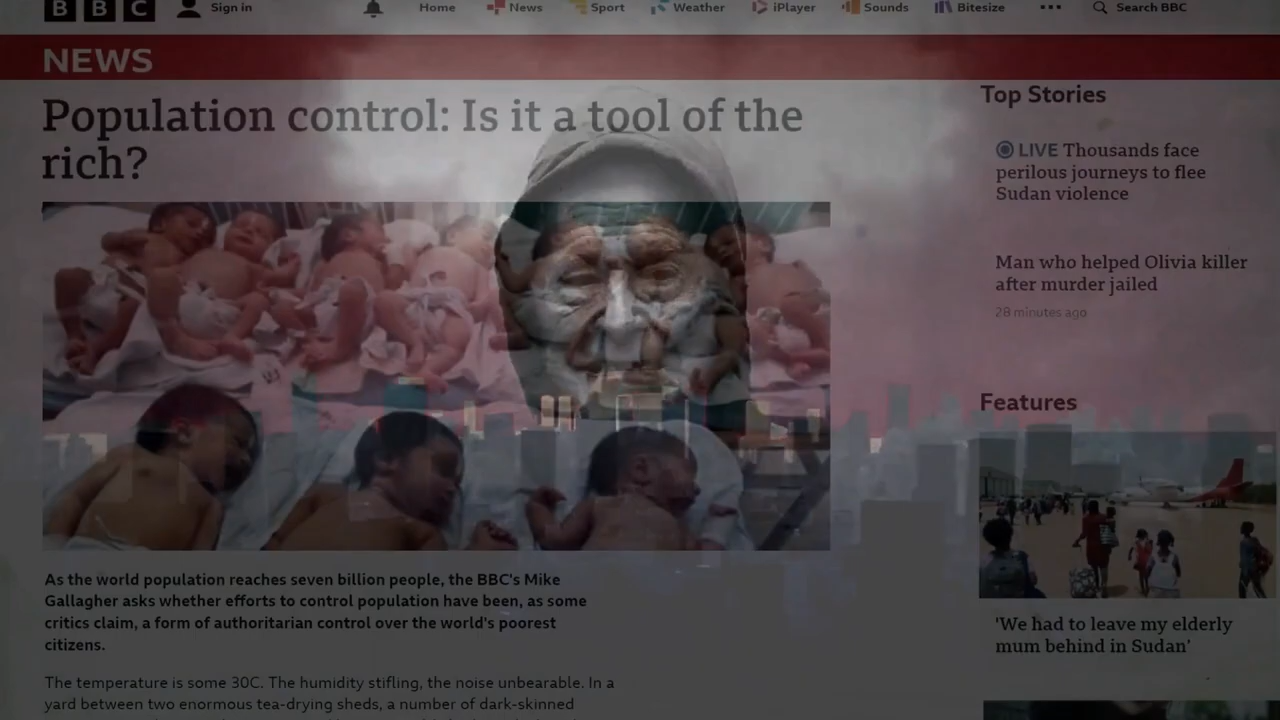 BBC
Sign in
Home
News
Sport
Weather
iPlayer
Sounds
Bitesize
Search BBC
NEWS
Population control: Is it a tool of the
rich?
As the world population reaches seven billion people, the BBC's Mike
Gallagher asks whether efforts to control population have been, as some
critics claim, a form of authoritarian control over the world's poorest
citizens.
The temperature is some 30C. The humidity stifling, the noise unbearable. In a
yard between two enormous tea-drying sheds, a number of dark-skinned
Top Stories
LIVE Thousands face
perilous journeys to flee
Sudan violence
Man who helped Olivia killer
after murder jailed
28 minutes ago
Features
'We had to leave my elderly
mum behind in Sudan'